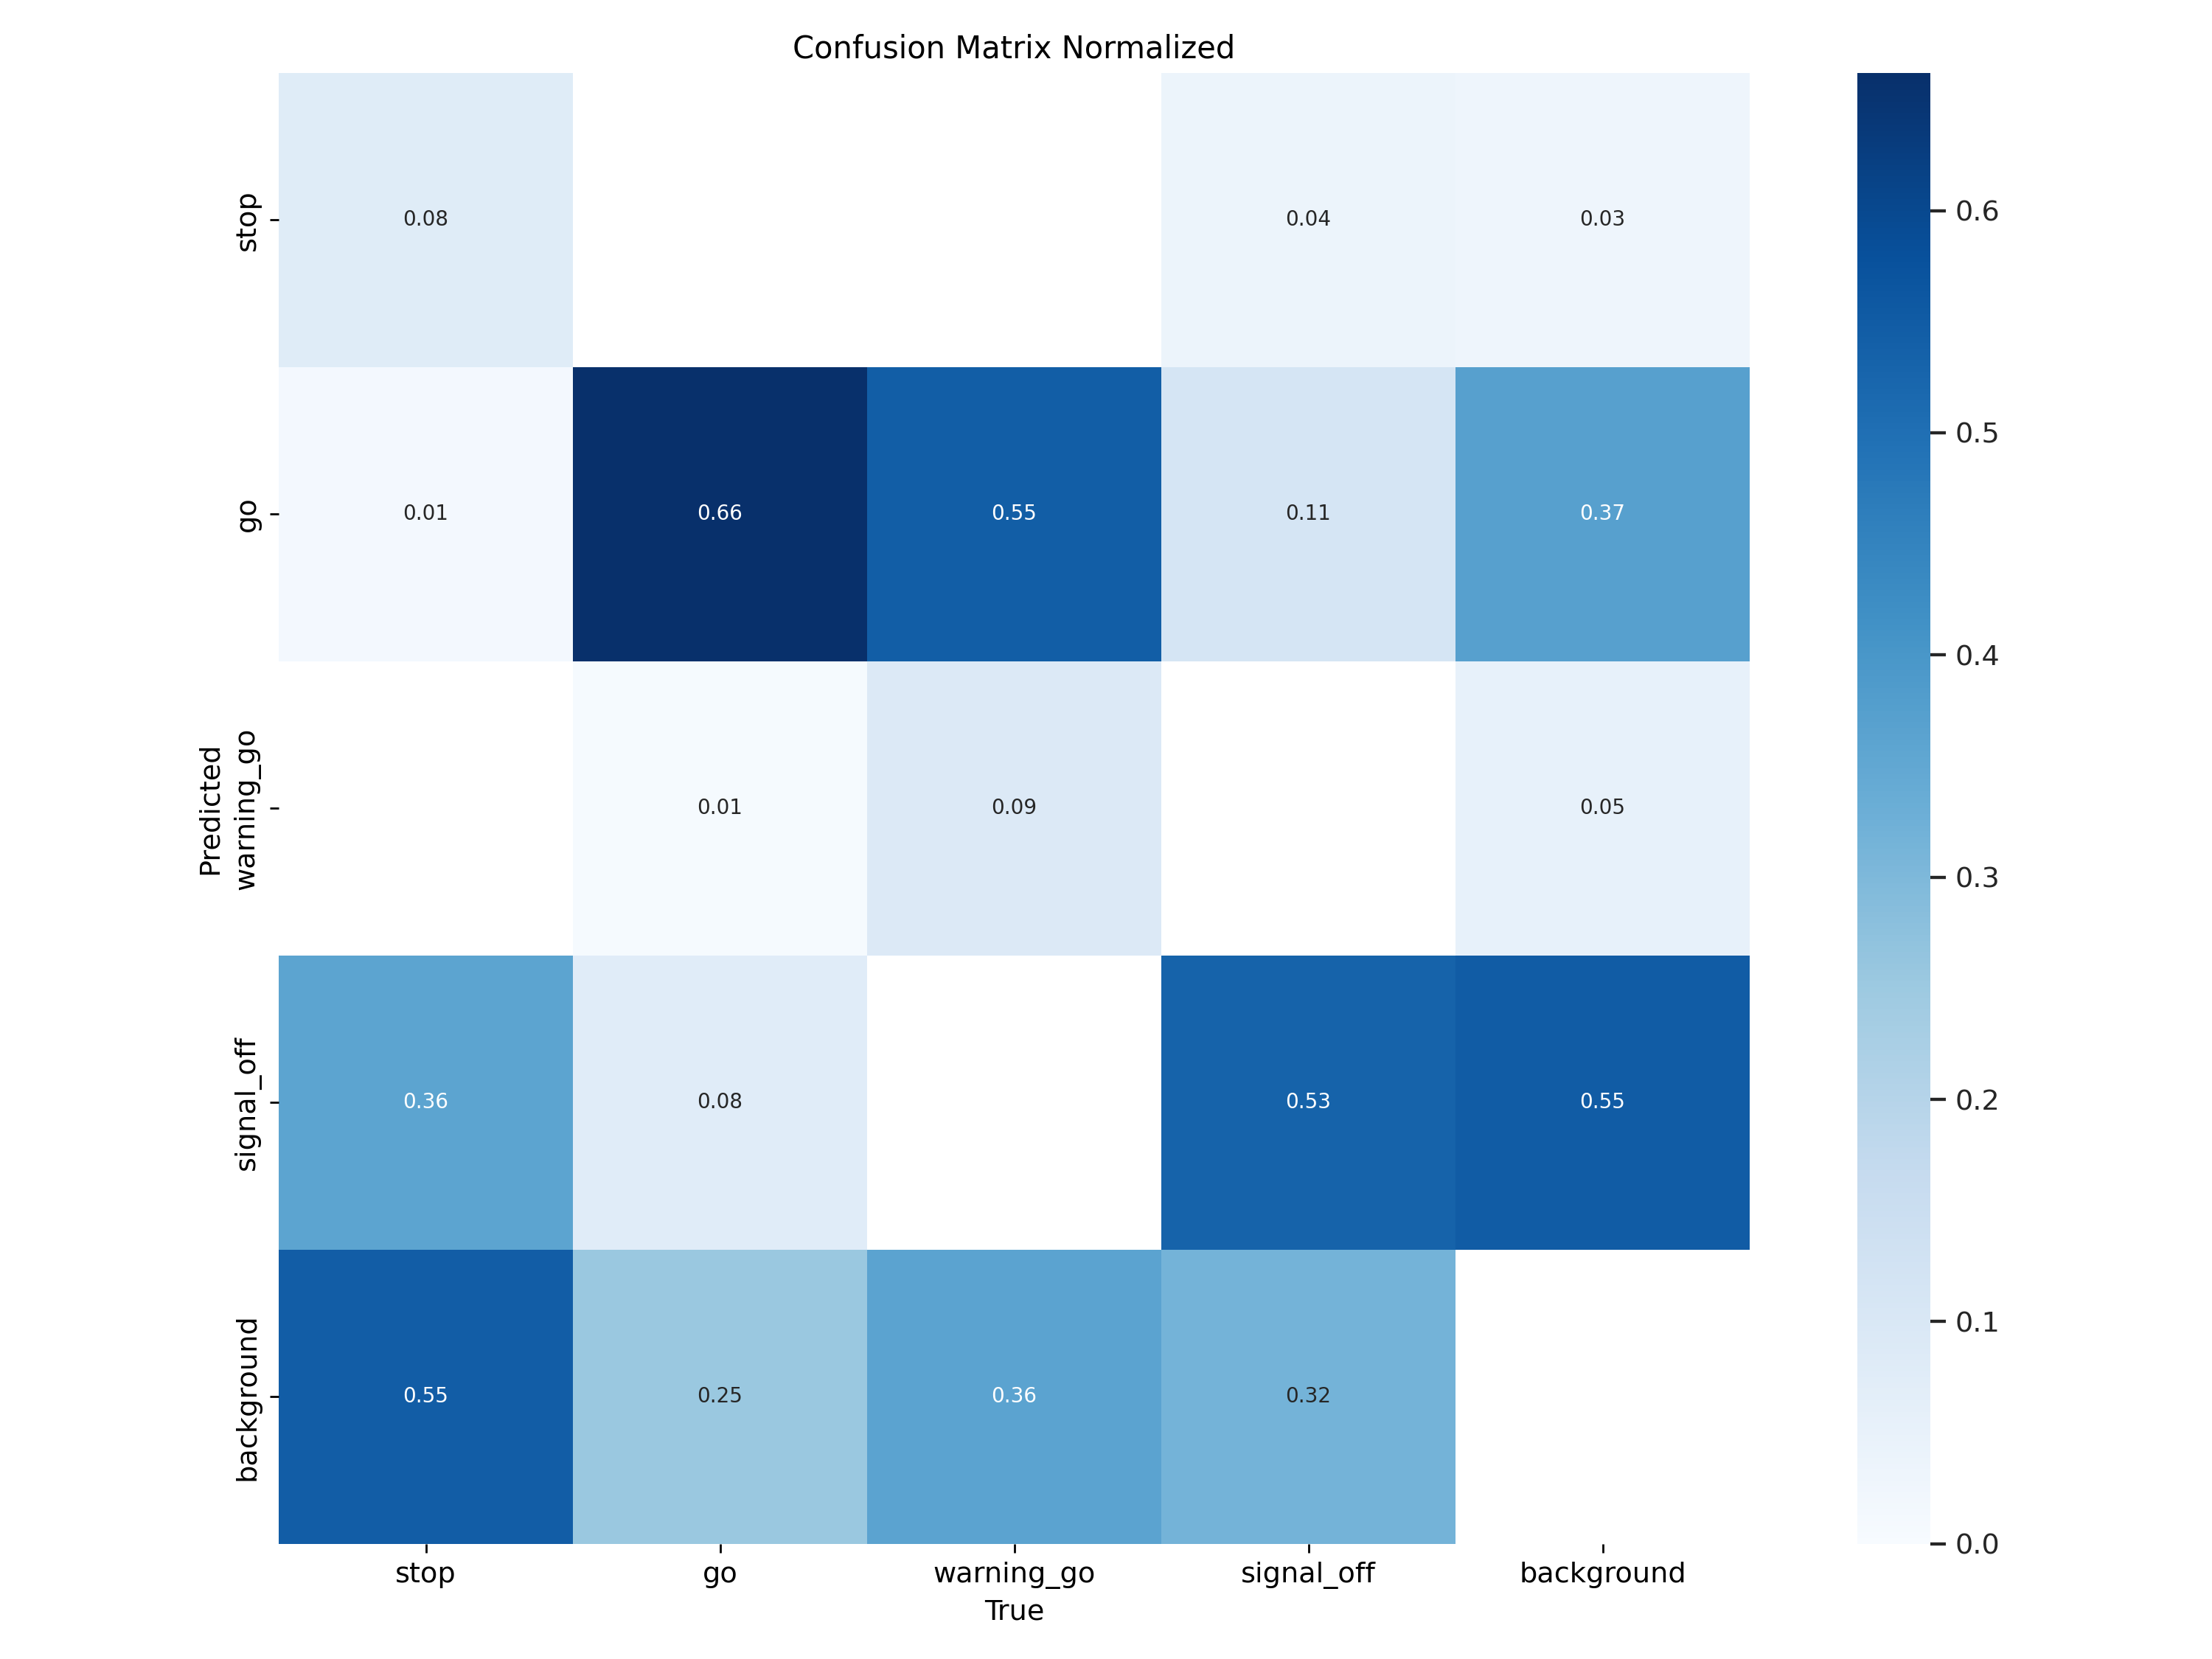 Confusion Matrix Normalized
stop
0.08
0.04
0.03
0.6
0.5
go
0.01
0.66
0.55
0.11
0.37
0.4
Predicted
warning_go
0.01
0.09
0.05
0.3
signal_off
0.36
0.08
0.53
0.55
0.2
0.1
background
0.55
0.25
0.36
0.32
0.0
stop
go
warning_go
signal_off
background
True